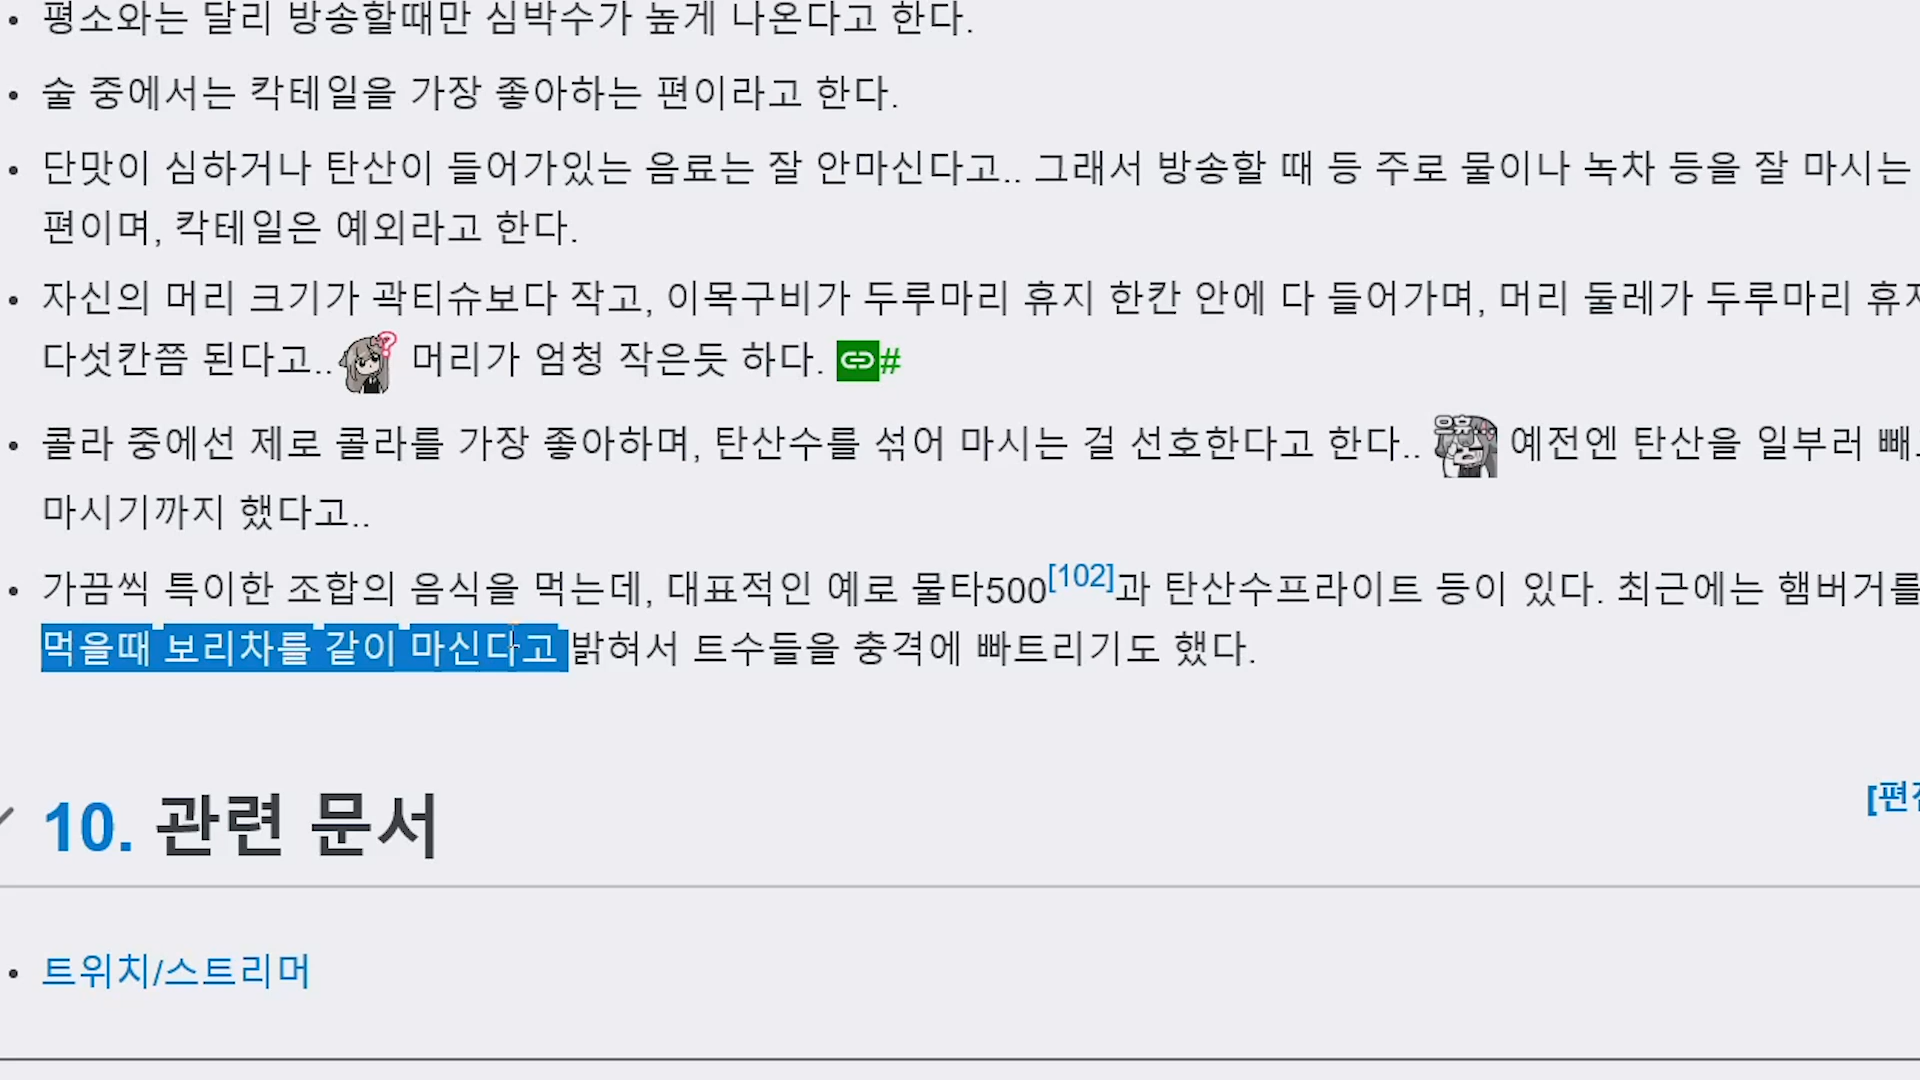 평소와는 달리 방송할때만 심박수가 높게 나온다고 한다.
술 중에서는 칵테일을 가장 좋아하는 편이라고 한다.
단맛이 심하거나 탄산이 들어가있는 음료는 잘 안마신다고.. 그래서 방송할 때 등 주로 물이나 녹차 등을 잘 마시는
편이며, 칵테일은 예외라고 한다.
자신의 머리 크기가 곽티슈보다 작고, 이목구비가 두루마리 휴지 한칸 안에 다 들어가며, 머리 둘레가 두루마리 휴지
다섯칸쯤 된다고.. 머리가 엄청 작은듯 하다. #
콜라 중에선 제로 콜라를 가장 좋아하며, 탄산수를 섞어 마시는 걸 선호한다고 한다.. 으휴 예전엔 탄산을 일부러 빼
마시기까지 했다고..
가끔씩 특이한 조합의 음식을 먹는데, 대표적인 예로 물타500[102]과 탄산수프라이트 등이 있다. 최근에는 햄버거를
먹을때 보리차를 같이 마신다고 밝혀서 트수들을 충격에 빠트리기도 했다.
10. 관련 문서
[편집
트위치/스트리머